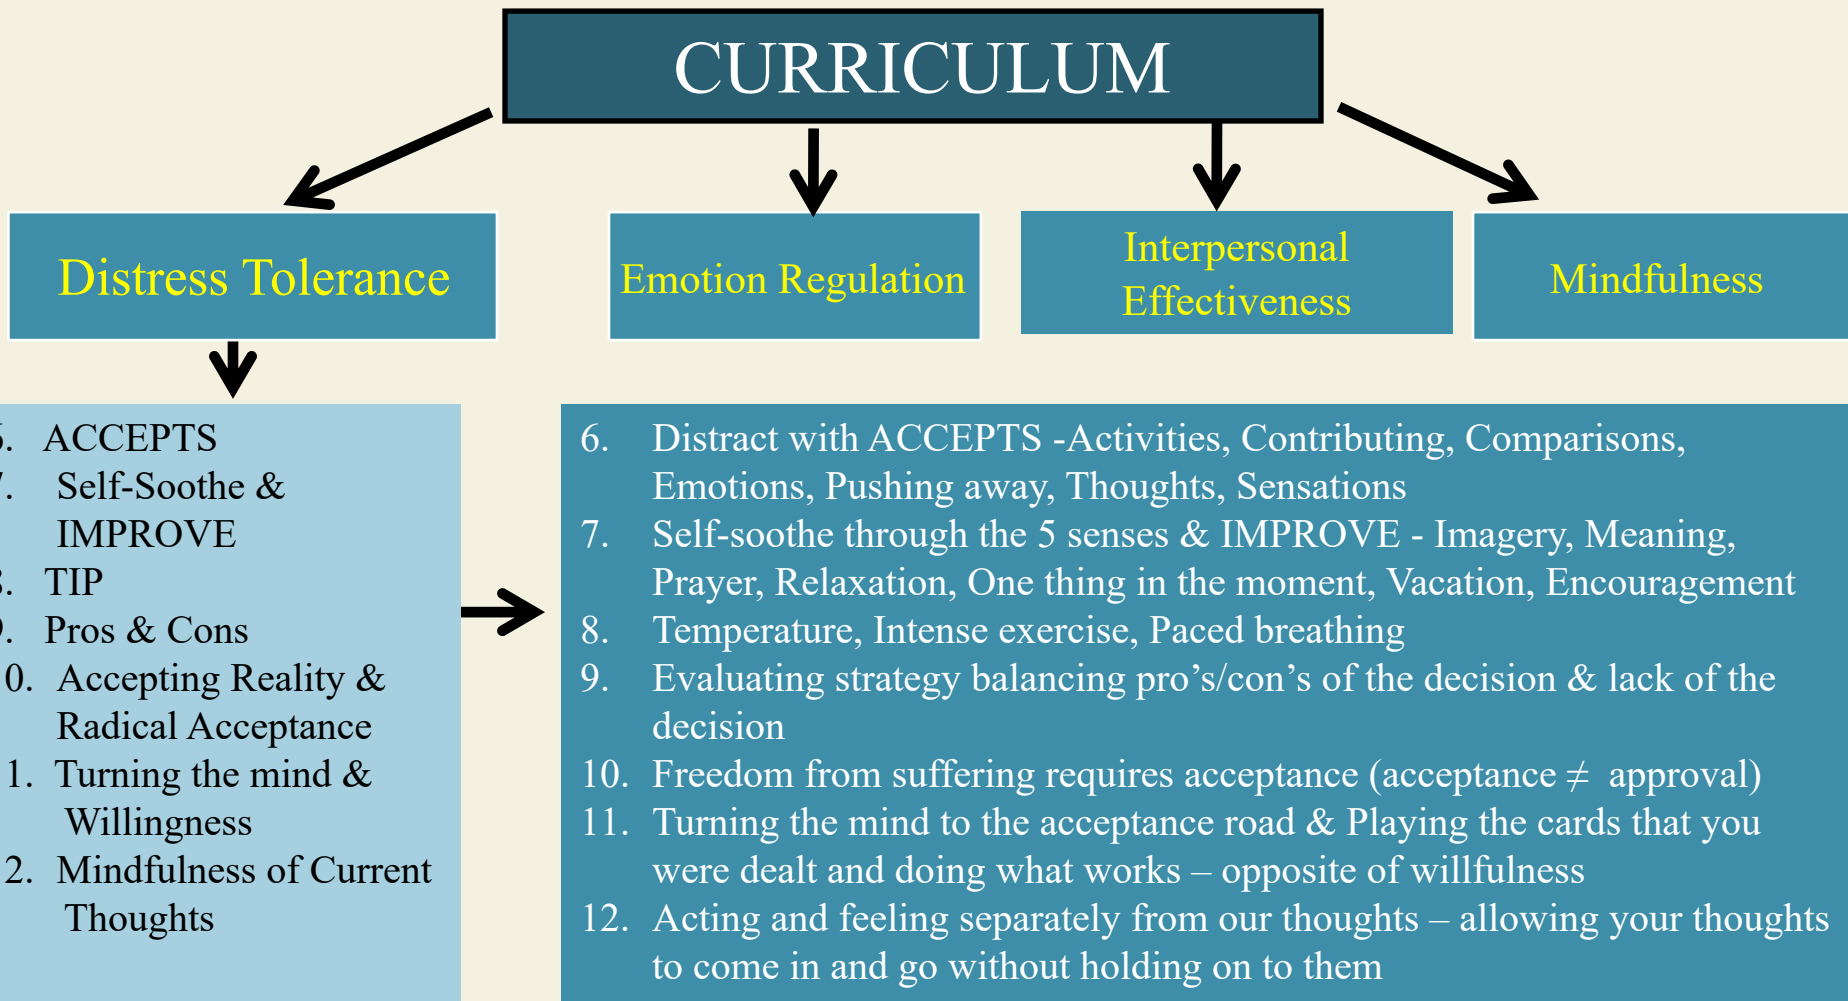 CURRICULUM
Distress Tolerance
Emotion Regulation
Interpersonal
Effectiveness
Mindfulness
ACCEPTS
Self-Soothe &
IMPROVE
TIP
Pros & Cons
0. Accepting Reality &
Radical Acceptance
1. Turning the mind &
Willingness
2. Mindfulness of Current
Thoughts
6. Distract with ACCEPTS -Activities, Contributing, Comparisons,
Emotions, Pushing away, Thoughts, Sensations
7. Self-soothe through the 5 senses & IMPROVE - Imagery, Meaning,
Prayer, Relaxation, One thing in the moment, Vacation, Encouragement
8. Temperature, Intense exercise, Paced breathing
9. Evaluating strategy balancing pro’s/con’s of the decision & lack of the
decision
10. Freedom from suffering requires acceptance (acceptance ≠ approval)
11. Turning the mind to the acceptance road & Playing the cards that you
were dealt and doing what works – opposite of willfulness
12. Acting and feeling separately from our thoughts – allowing your thoughts
to come in and go without holding on to them